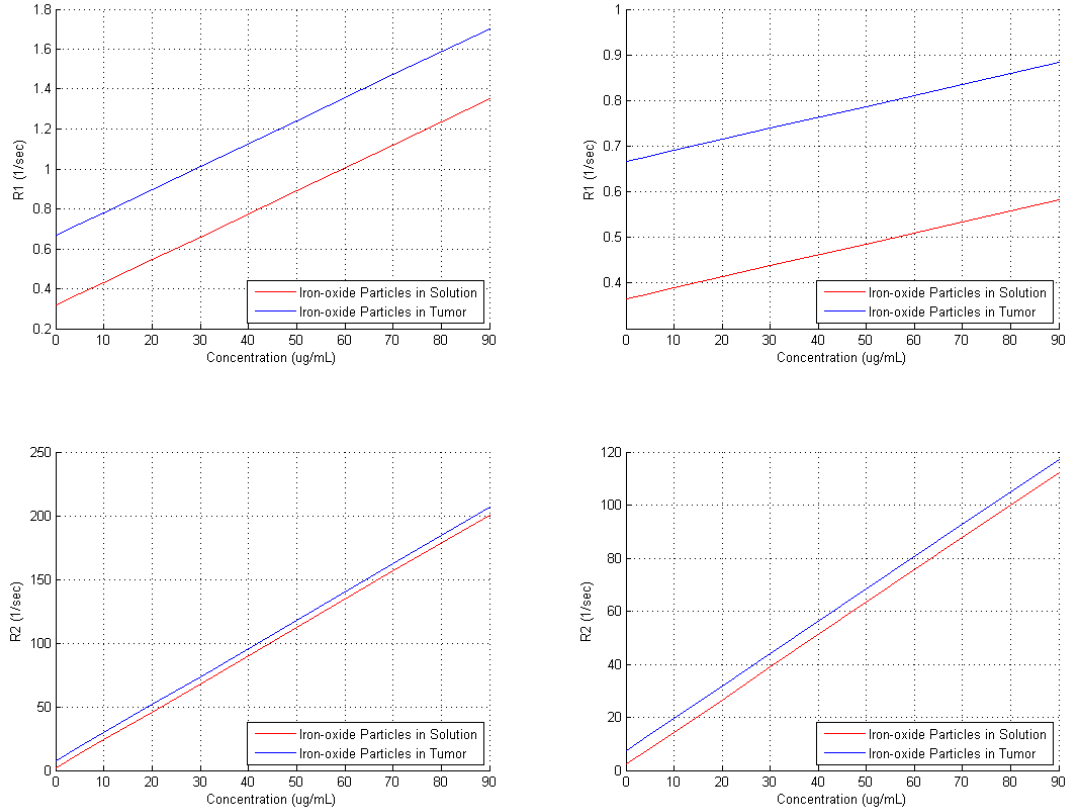 1.8
1.6
1.4
1.2
1
0.8
0.6
0.4
0.2
R1 (1/sec)
0 10 20 30 40 50 60 70 80 90
Concentration (ug/mL)
Iron-oxide Particles in Solution
Iron-oxide Particles in Tumor
1
0.9
0.8
0.7
0.6
0.5
0.4
R1 (1/sec)
0 10 20 30 40 50 60 70 80 90
Concentration (ug/mL)
Iron-oxide Particles in Solution
Iron-oxide Particles in Tumor
250
200
150
100
50
0
R2 (1/sec)
0 10 20 30 40 50 60 70 80 90
Concentration (ug/mL)
Iron-oxide Particles in Solution
Iron-oxide Particles in Tumor
120
100
80
60
40
20
0
R2 (1/sec)
0 10 20 30 40 50 60 70 80 90
Concentration (ug/mL)
Iron-oxide Particles in Solution
Iron-oxide Particles in Tumor